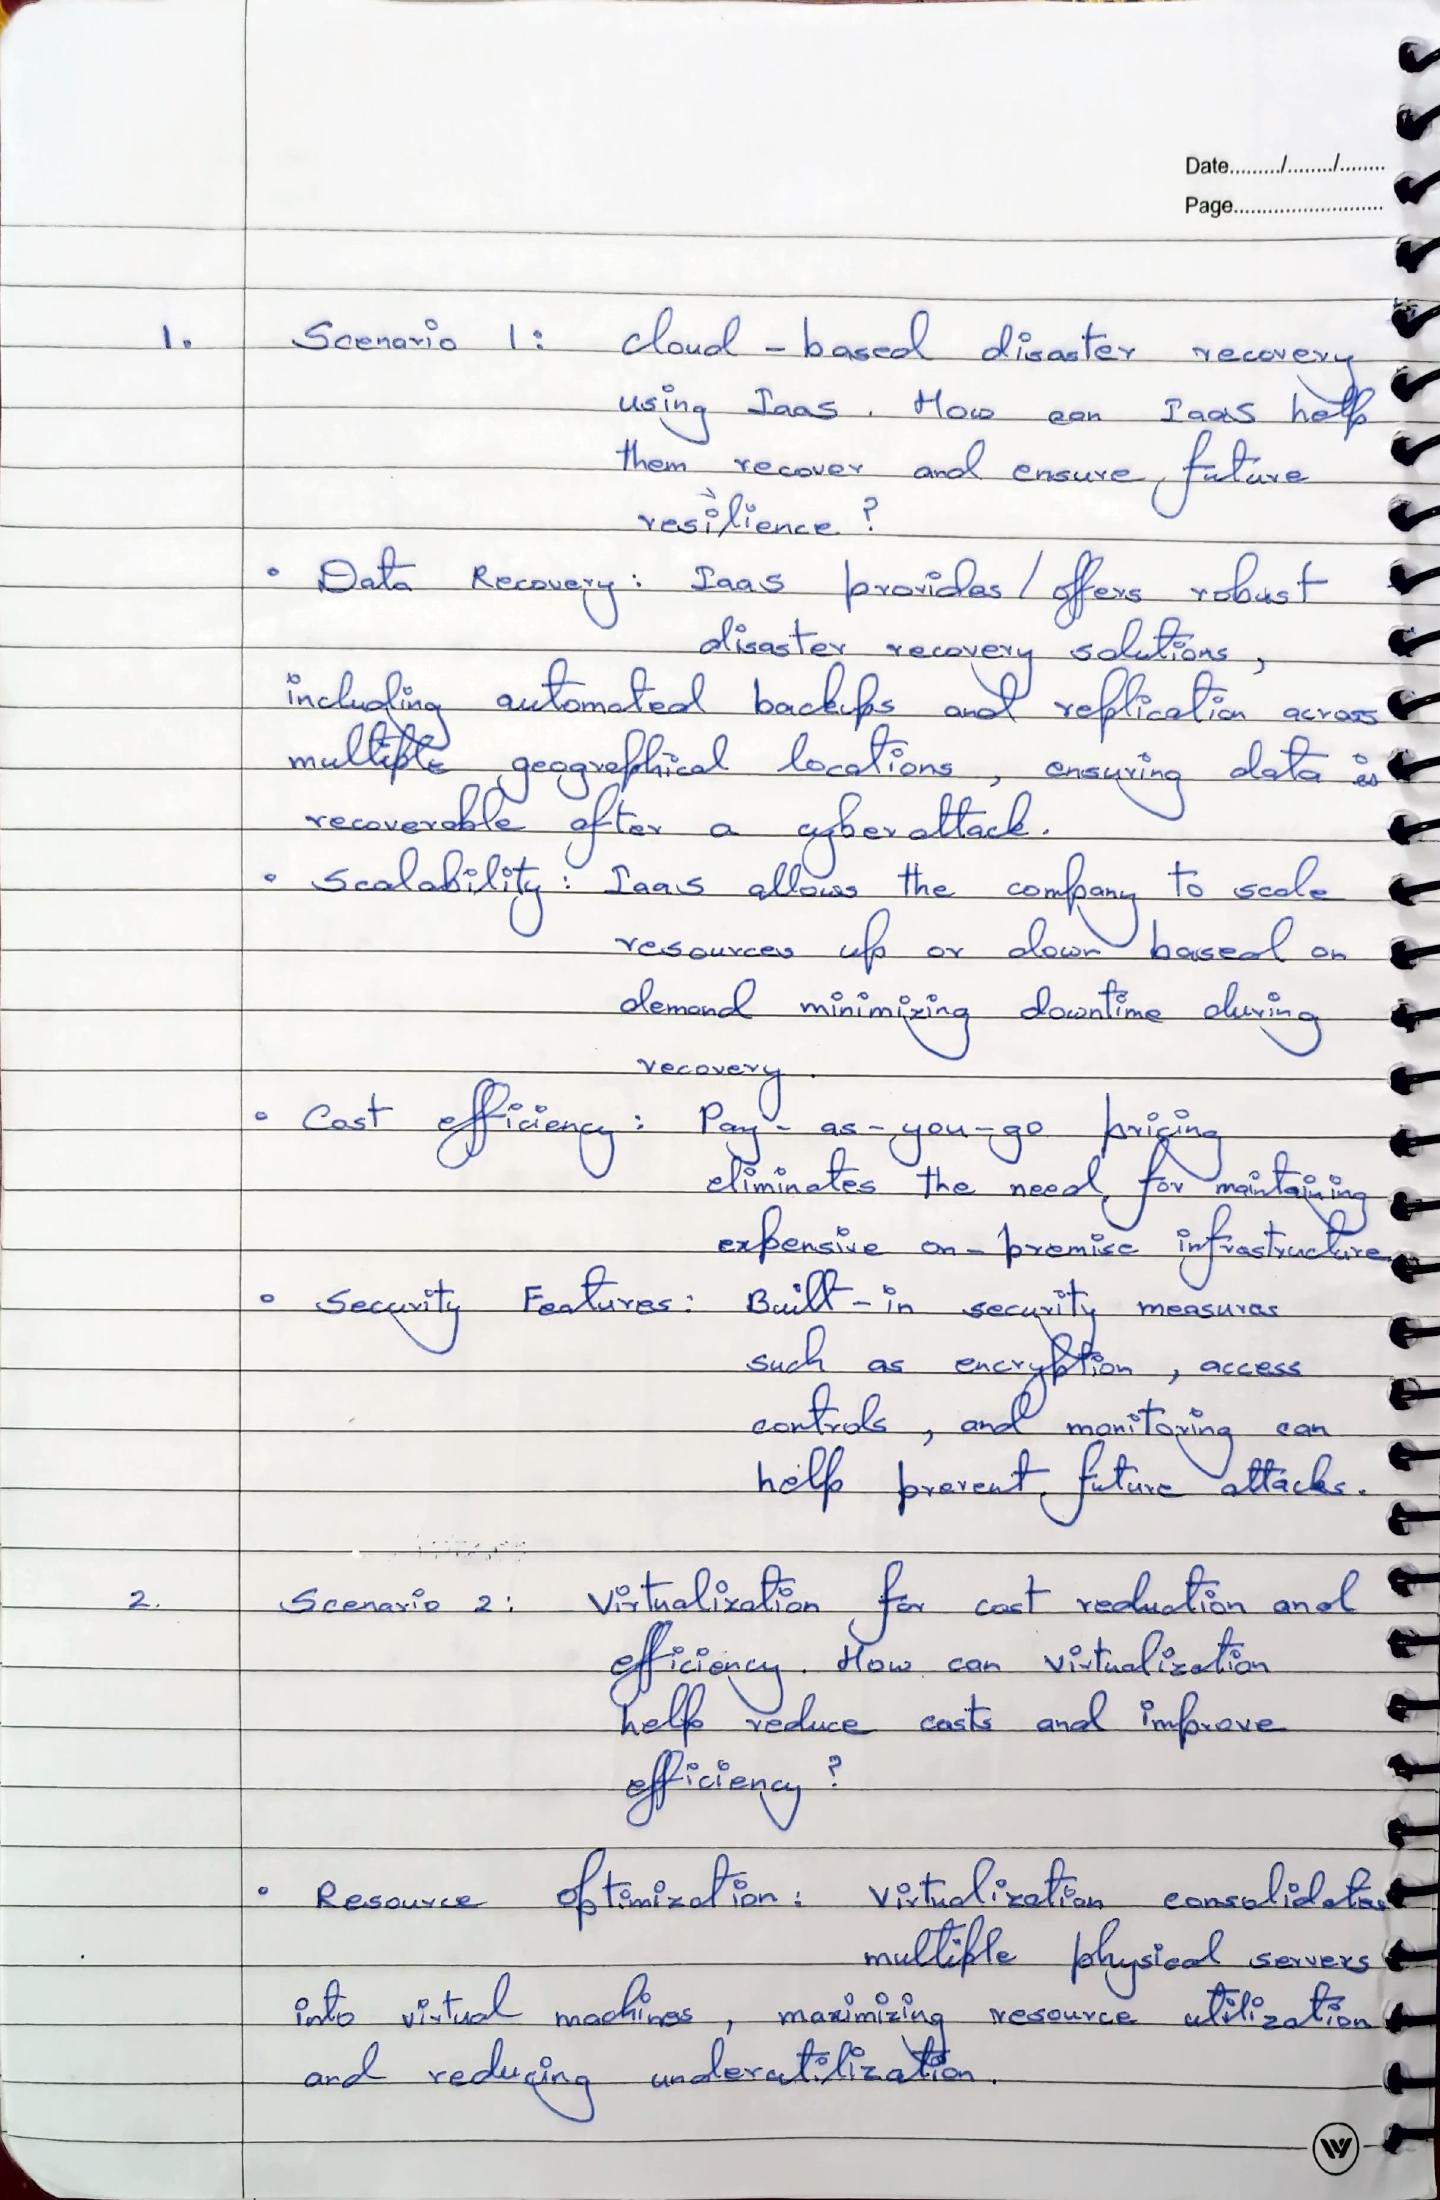 Date........./......../........
Page............................
1. Scenario 1: cloud-based disaster recovery
using Iaas. How can IaaS help
them recover and ensure future
resilience?
• Data Recovery: Iaas provides/offers robust
disaster recovery solutions,
including automated backups and replication across
multiple geographical locations, ensuring data is
recoverable after a cyberattack.
• Scalability: Iaas allows the company to scale
resources up or down based on
demand minimizing downtime during
recovery.
• Cost efficiency: Pay-as-you-go pricing
eliminates the need for maintaining
expensive on-premise infrastructure.
• Security Features: Built-in security measures
such as encryption, access
controls, and monitoring can
help prevent future attacks.
2. Scenario 2: Virtualization for cost reduction and
efficiency. How can virtualization
help reduce costs and improve
efficiency?
• Resource optimization: Virtualization consolidates
multiple physical servers
into virtual machines, maximizing resource utilization
and reducing underutilization.
W